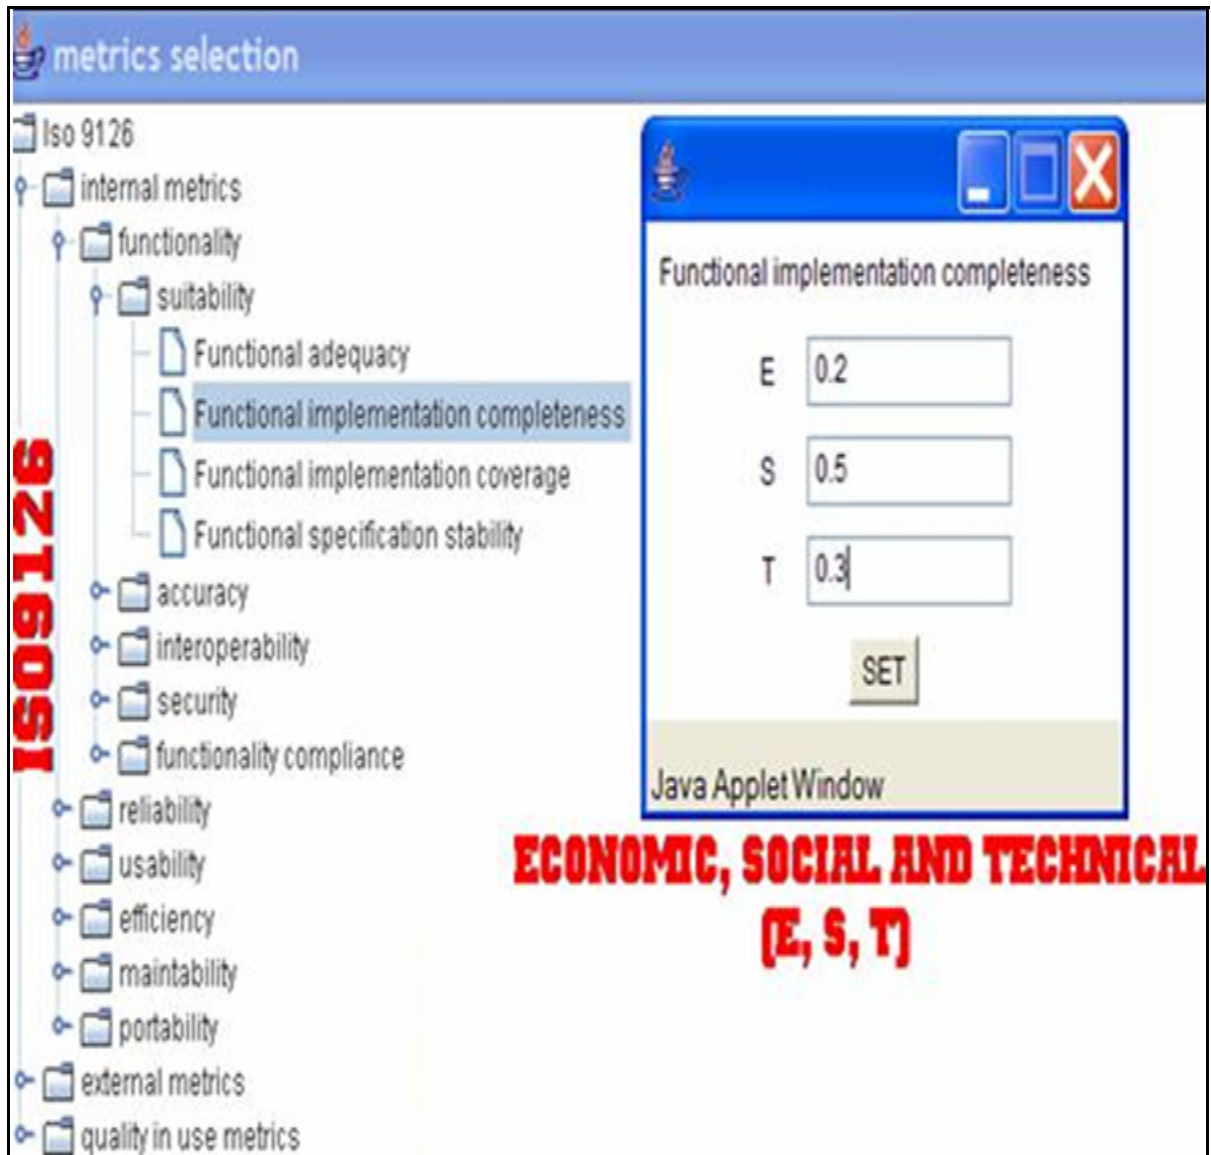 metrics selection
Iso 9126
internal metrics
functionality
suitability
Functional adequacy
Functional implementation completeness
Functional implementation coverage
Functional specification stability
accuracy
interoperability
security
functionality compliance
reliability
usability
efficiency
maintability
portability
external metrics
quality in use metrics
ISO9126
Functional implementation completeness
E 0.2
S 0.5
T 0.3
SET
Java Applet Window
ECONOMIC, SOCIAL AND TECHNICAL
(E, S, T)